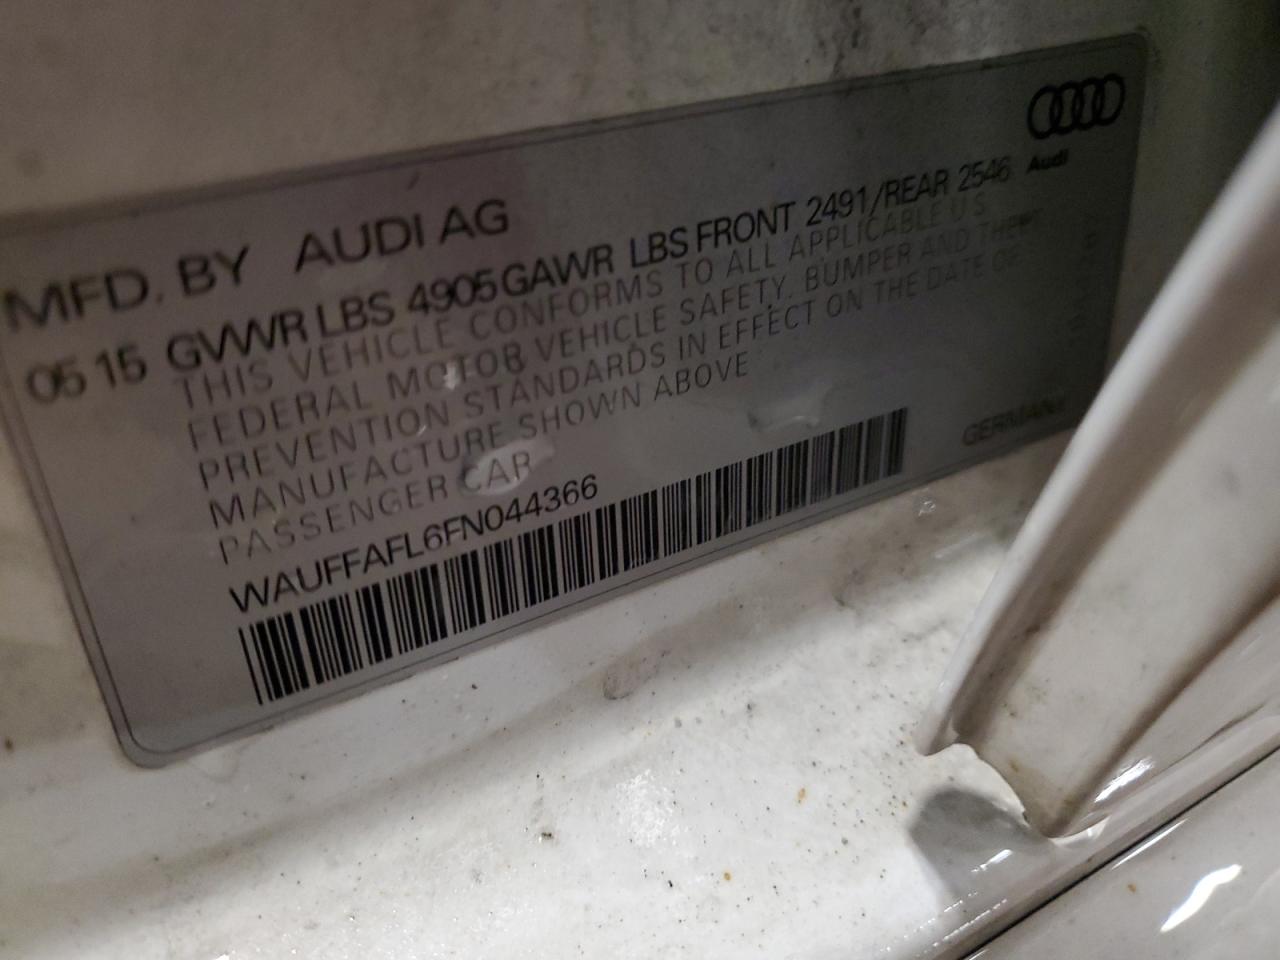 Audi
MFD. BY AUDI AG
05 15 GVWR LBS 4905 GAWR LBS FRONT 2491/REAR 2546
THIS VEHICLE CONFORMS TO ALL APPLICABLE U S
FEDERAL MOTOR VEHICLE SAFETY, BUMPER AND THEFT
PREVENTION STANDARDS IN EFFECT ON THE DATE OF
MANUFACTURE SHOWN ABOVE
PASSENGER CAR
GERMANY
WAUFFAFL6FN044366